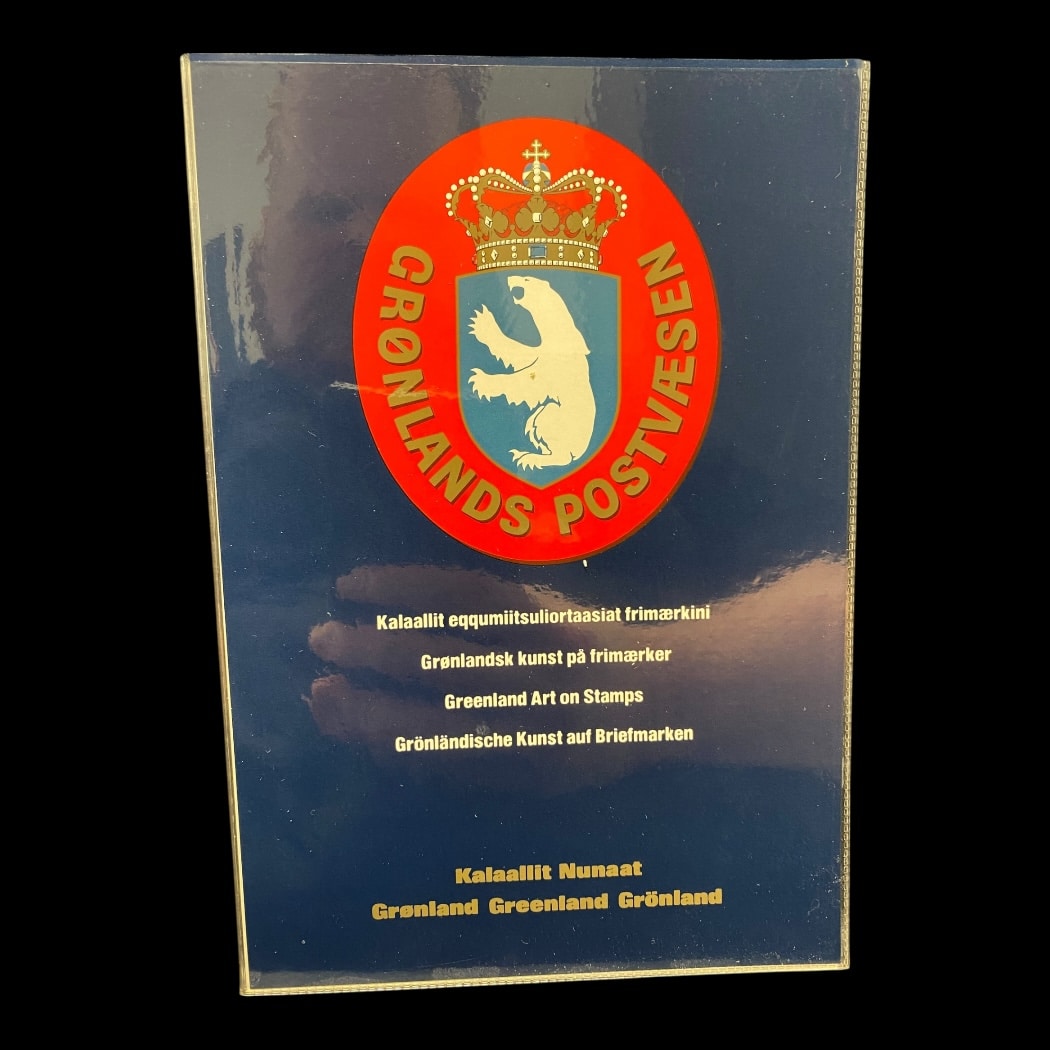 GRØNLANDS POSTVÆSEN
Kalaallit eqqumiitsuliortaasiat frimærkini
Grønlandsk kunst på frimærker
Greenland Art on Stamps
Grönländische Kunst auf Briefmarken
Kalaallit Nunaat
Grønland Greenland Grönland